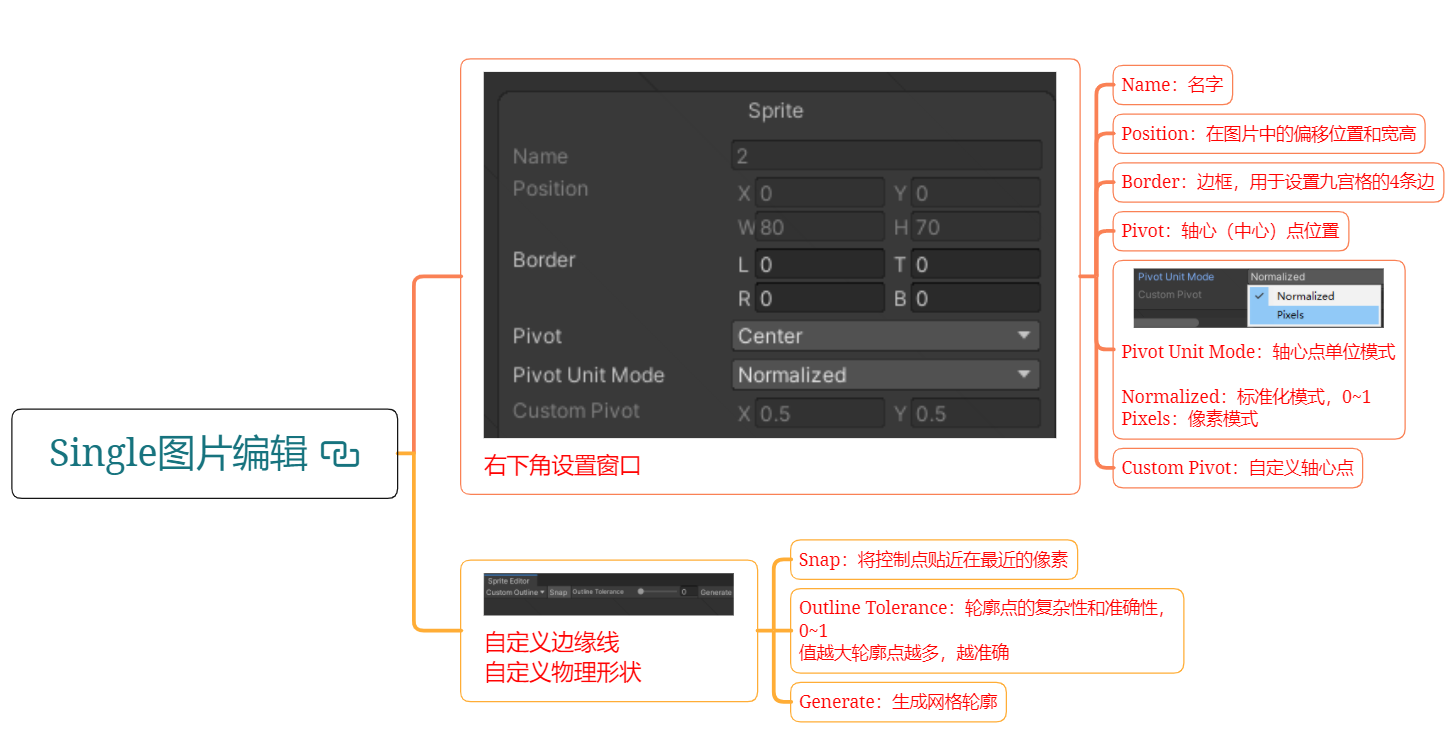 Single图片编辑
Sprite
Name 2
Position X 0 Y 0
W 80 H 70
Border L 0 T 0
R 0 B 0
Pivot Center
Pivot Unit Mode Normalized
Custom Pivot X 0.5 Y 0.5
右下角设置窗口
Name：名字
Position：在图片中的偏移位置和宽高
Border：边框，用于设置九宫格的4条边
Pivot：轴心（中心）点位置
Pivot Unit Mode Normalized
Custom Pivot Normalized
Pixels
Pivot Unit Mode：轴心点单位模式
Normalized：标准化模式，0~1
Pixels：像素模式
Custom Pivot：自定义轴心点
Sprite Editor
Custom Outline Snap Outline Tolerance 0 Generate
自定义边缘线
自定义物理形状
Snap：将控制点贴近在最近的像素
Outline Tolerance：轮廓点的复杂性和准确性，
0~1
值越大轮廓点越多，越准确
Generate：生成网格轮廓